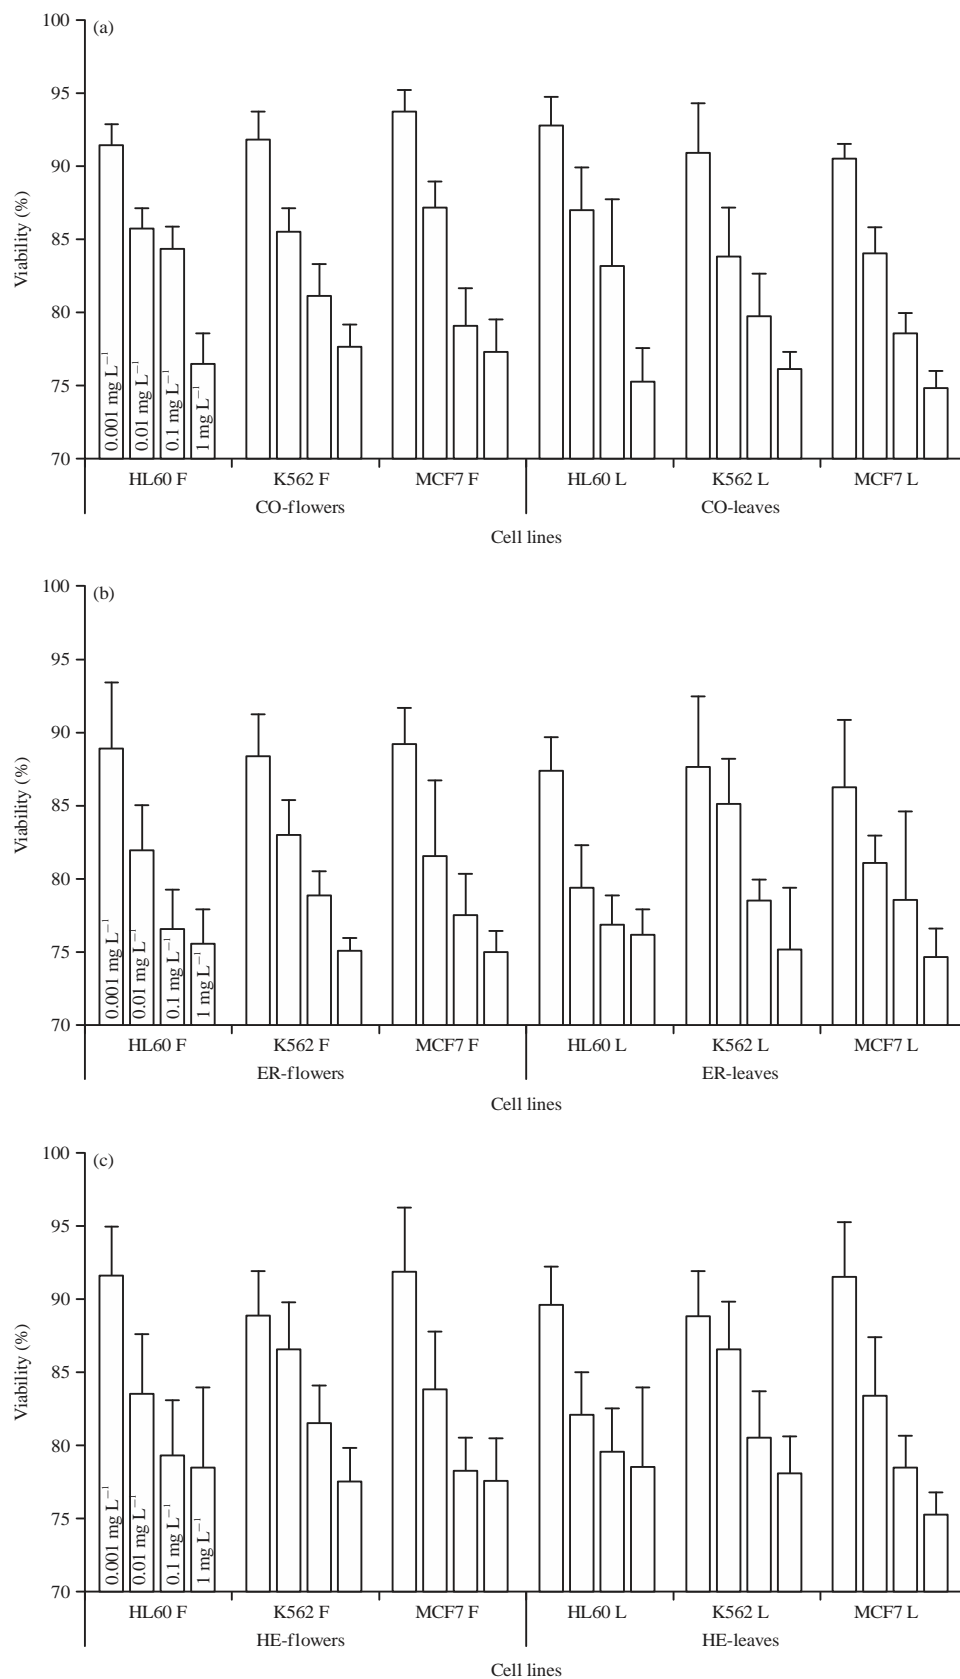 (a)
100
95
90
85
80
75
70
Viability (%)
0.001 mg L⁻¹
0.01 mg L⁻¹
0.1 mg L⁻¹
1 mg L⁻¹
HL60 F K562 F MCF7 F HL60 L K562 L MCF7 L
CO-flowers CO-leaves
Cell lines
(b)
100
95
90
85
80
75
70
Viability (%)
0.001 mg L⁻¹
0.01 mg L⁻¹
0.1 mg L⁻¹
1 mg L⁻¹
HL60 F K562 F MCF7 F HL60 L K562 L MCF7 L
ER-flowers ER-leaves
Cell lines
(c)
100
95
90
85
80
75
70
Viability (%)
0.001 mg L⁻¹
0.01 mg L⁻¹
0.1 mg L⁻¹
1 mg L⁻¹
HL60 F K562 F MCF7 F HL60 L K562 L MCF7 L
HE-flowers HE-leaves
Cell lines